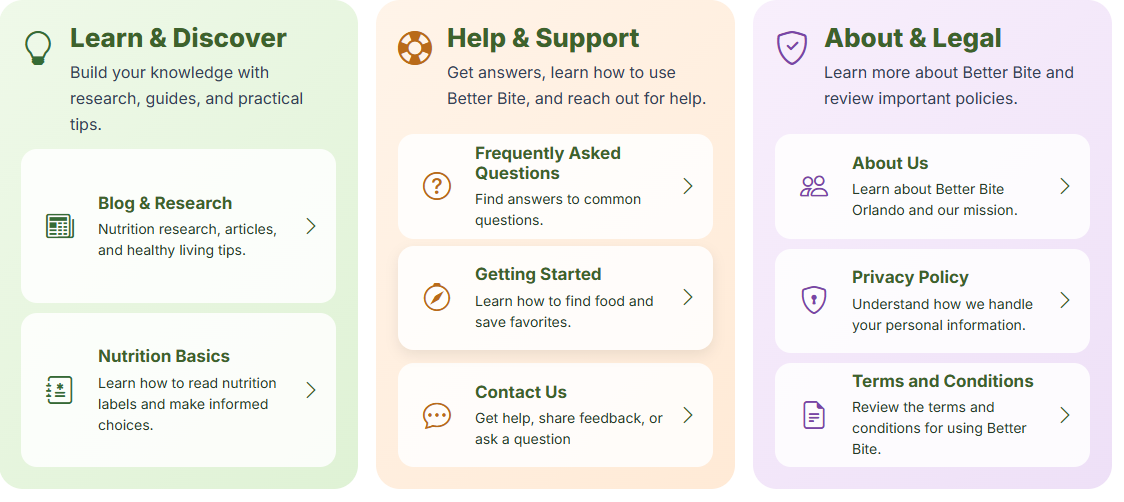 Learn & Discover
Build your knowledge with
research, guides, and practical
tips.
Blog & Research
Nutrition research, articles,
and healthy living tips.
Nutrition Basics
Learn how to read nutrition
labels and make informed
choices.
Help & Support
Get answers, learn how to use
Better Bite, and reach out for help.
Frequently Asked
Questions
Find answers to common
questions.
Getting Started
Learn how to find food and
save favorites.
Contact Us
Get help, share feedback, or
ask a question
About & Legal
Learn more about Better Bite and
review important policies.
About Us
Learn about Better Bite
Orlando and our mission.
Privacy Policy
Understand how we handle
your personal information.
Terms and Conditions
Review the terms and
conditions for using Better
Bite.